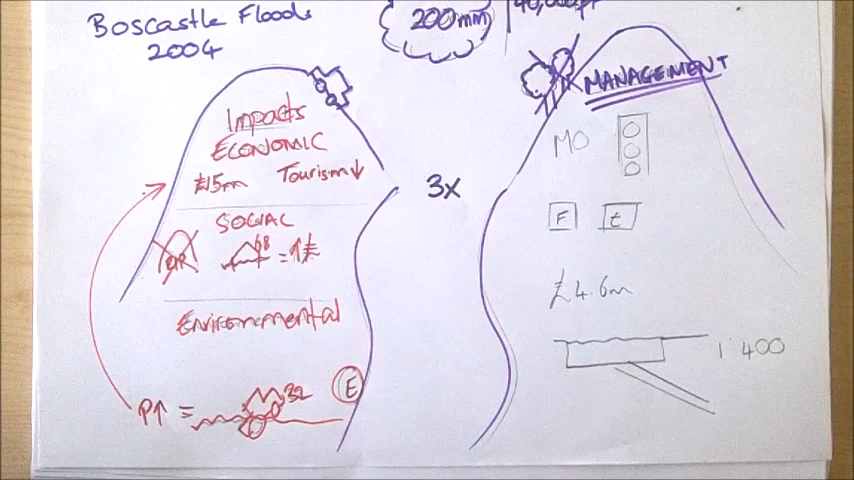 Boscastle Floods
2004
200mm
Impacts
ECONOMIC
£15m Tourism↓
SOCIAL
68 = 1
Environmental
P↑ = 32
E
3x
MANAGEMENT
MO
F t
£4.6m
1 400